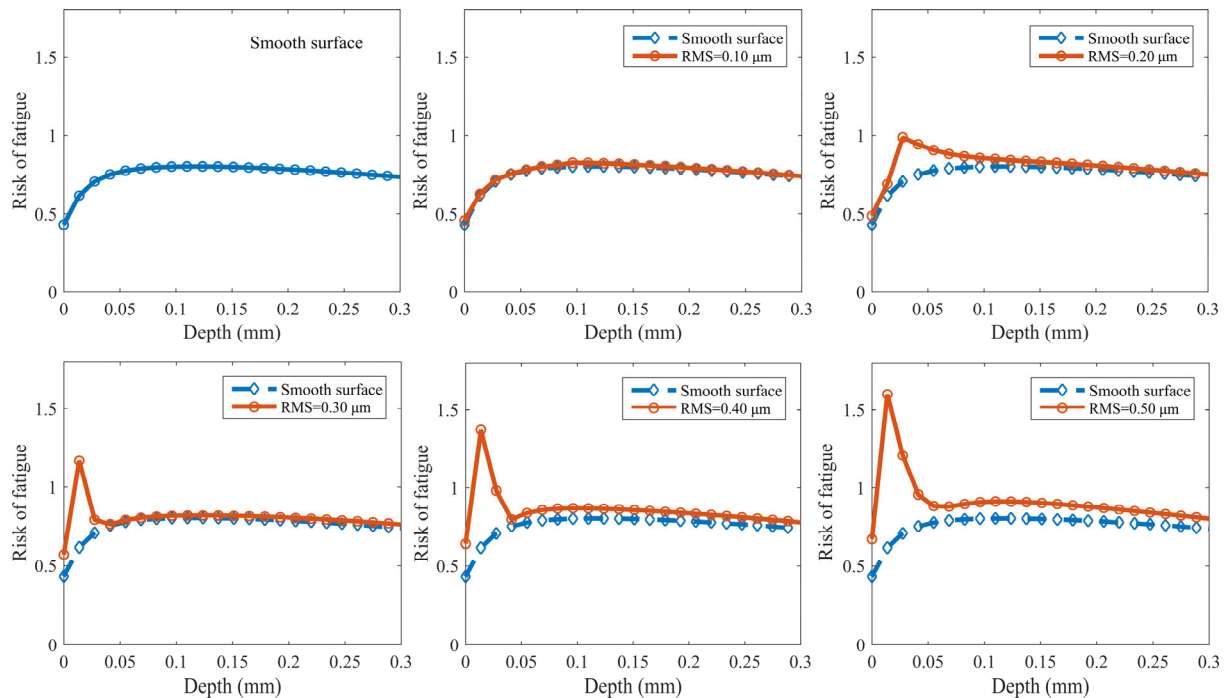 Smooth surface
Risk of fatigue
1.5
1
0.5
0
0 0.05 0.1 0.15 0.2 0.25 0.3
Depth (mm)
Smooth surface
RMS=0.10 μm
Risk of fatigue
1.5
1
0.5
0
0 0.05 0.1 0.15 0.2 0.25 0.3
Depth (mm)
Smooth surface
RMS=0.20 μm
Risk of fatigue
1.5
1
0.5
0
0 0.05 0.1 0.15 0.2 0.25 0.3
Depth (mm)
Smooth surface
RMS=0.30 μm
Risk of fatigue
1.5
1
0.5
0
0 0.05 0.1 0.15 0.2 0.25 0.3
Depth (mm)
Smooth surface
RMS=0.40 μm
Risk of fatigue
1.5
1
0.5
0
0 0.05 0.1 0.15 0.2 0.25 0.3
Depth (mm)
Smooth surface
RMS=0.50 μm
Risk of fatigue
1.5
1
0.5
0
0 0.05 0.1 0.15 0.2 0.25 0.3
Depth (mm)